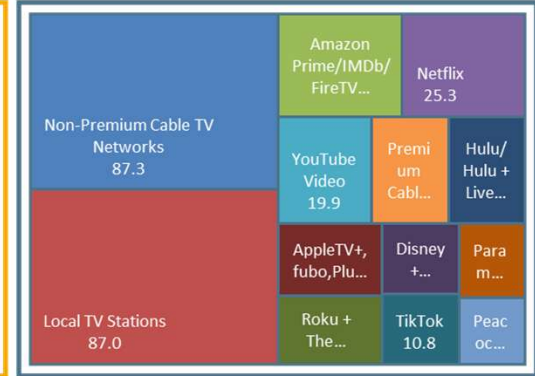 Non-Premium Cable TV
Networks
87.3
Local TV Stations
87.0
Amazon
Prime/IMDb/
FireTV...
Netflix
25.3
YouTube
Video
19.9
Premi
um
Cabl...
Hulu/
Hulu +
Live...
AppleTV+,
fubo,Plu...
Disney
+...
Para
m...
Roku +
The...
TikTok
10.8
Peac
oc...